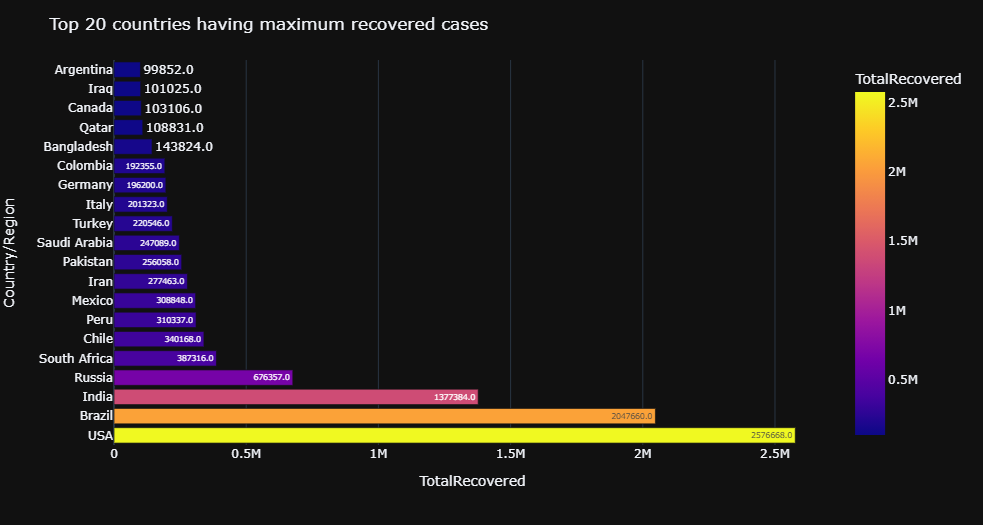 Top 20 countries having maximum recovered cases
TotalRecovered
Country/Region
Argentina 99852.0
Iraq 101025.0
Canada 103106.0
Qatar 108831.0
Bangladesh 143824.0
Colombia 192355.0
Germany 196200.0
Italy 201323.0
Turkey 220546.0
Saudi Arabia 247089.0
Pakistan 256058.0
Iran 277463.0
Mexico 308848.0
Peru 310337.0
Chile 340168.0
South Africa 387316.0
Russia 676357.0
India 1377384.0
Brazil 2047660.0
USA 2576668.0
0 0.5M 1M 1.5M 2M 2.5M
TotalRecovered
2.5M
2M
1.5M
1M
0.5M